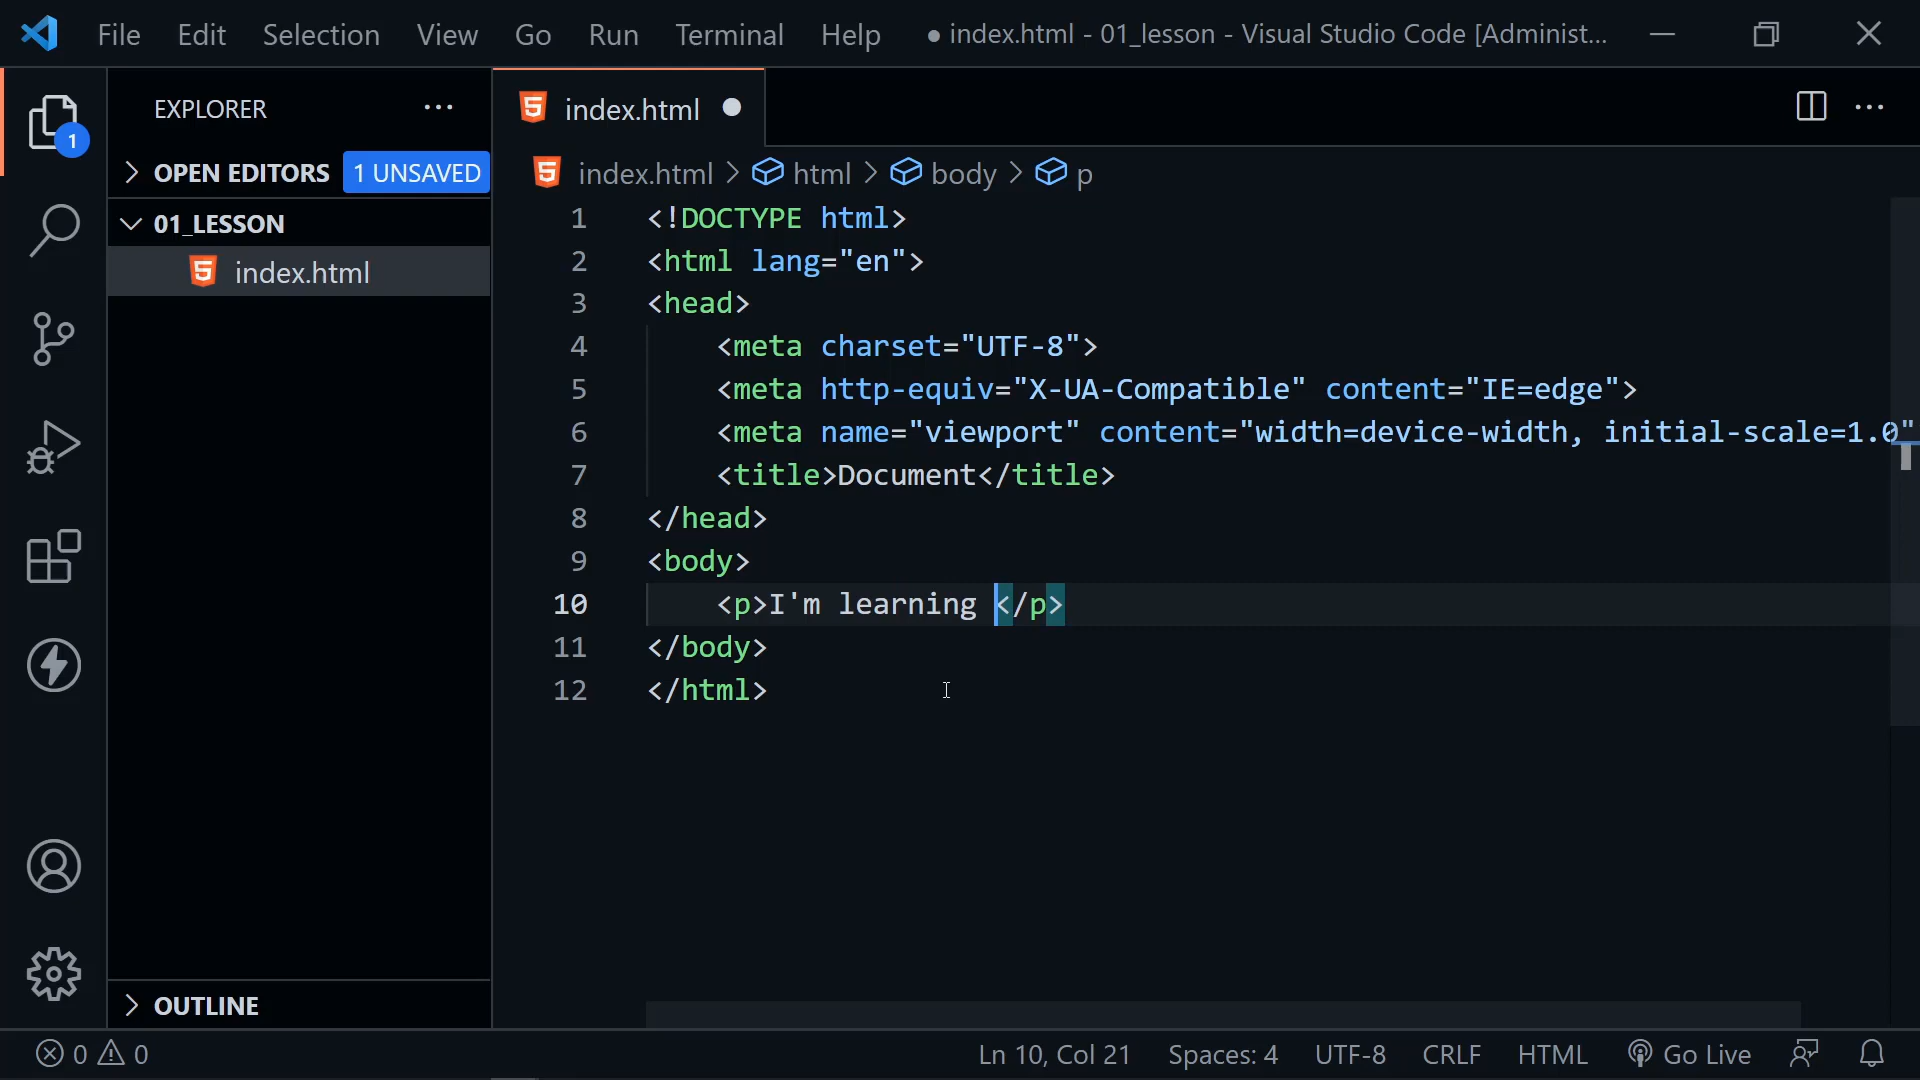 File Edit Selection View Go Run Terminal Help ● index.html - 01_lesson - Visual Studio Code [Administ...
EXPLORER
index.html
1
OPEN EDITORS 1 UNSAVED
index.html > html > body > p
01_LESSON
index.html
1 <!DOCTYPE html>
2 <html lang="en">
3 <head>
4 <meta charset="UTF-8">
5 <meta http-equiv="X-UA-Compatible" content="IE=edge">
6 <meta name="viewport" content="width=device-width, initial-scale=1.0"
7 <title>Document</title>
8 </head>
9 <body>
10 <p>I'm learning </p>
11 </body>
12 </html>
OUTLINE
0 0 Ln 10, Col 21 Spaces: 4 UTF-8 CRLF HTML Go Live